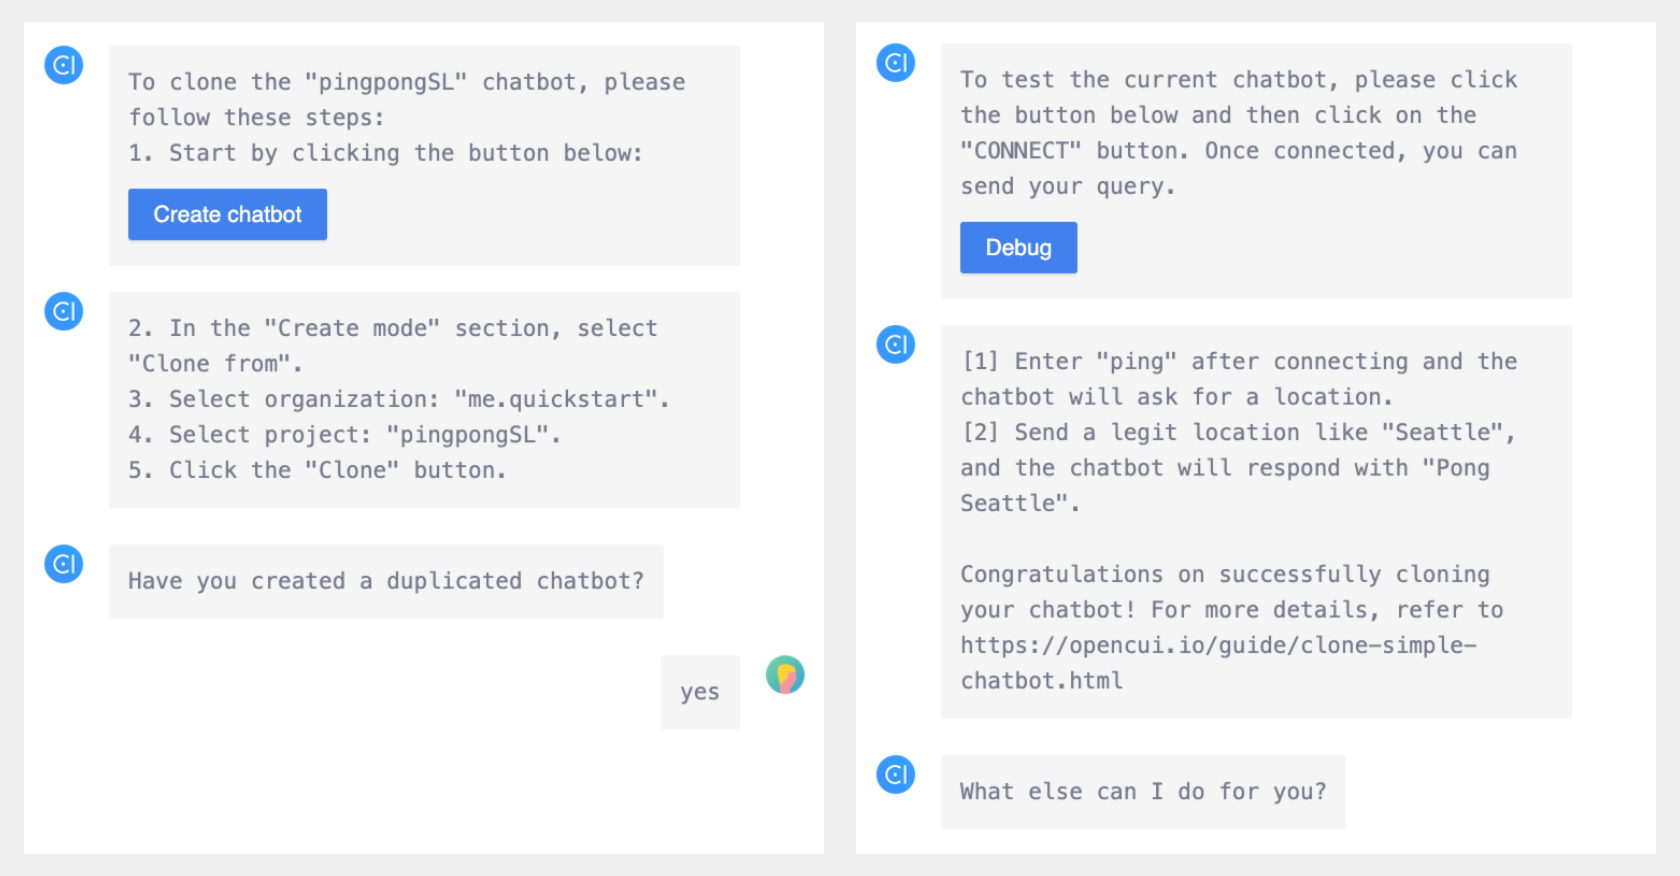 To clone the "pingpongSL" chatbot, please
follow these steps:
1. Start by clicking the button below:
Create chatbot
2. In the "Create mode" section, select
"Clone from".
3. Select organization: "me.quickstart".
4. Select project: "pingpongSL".
5. Click the "Clone" button.
Have you created a duplicated chatbot?
yes
To test the current chatbot, please click
the button below and then click on the
"CONNECT" button. Once connected, you can
send your query.
Debug
[1] Enter "ping" after connecting and the
chatbot will ask for a location.
[2] Send a legit location like "Seattle",
and the chatbot will respond with "Pong
Seattle".
Congratulations on successfully cloning
your chatbot! For more details, refer to
https://opencui.io/guide/clone-simple-
chatbot.html
What else can I do for you?